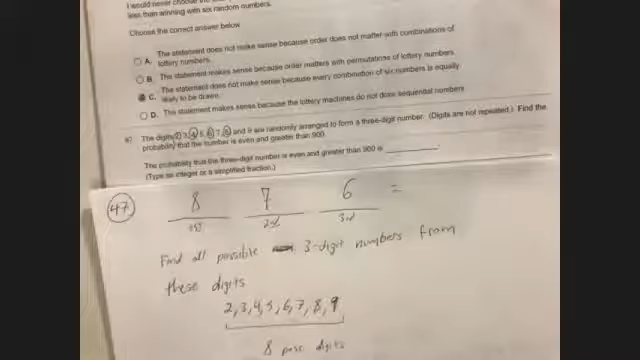 I would never choose the
less than winning with six random numbers.
Choose the correct answer below
A. The statement does not make sense because order does not matter with combinations of
lottery numbers.
B. The statement makes sense because order matters with permutations of lottery numbers.
C. The statement does not make sense because every combination of six numbers is equally
likely to be drawn.
D. The statement makes sense because the lottery machines do not draw sequential numbers
47. The digits 2, 3, 4, 5, 6, 7, 8, and 9 are randomly arranged to form a three-digit number. (Digits are not repeated.) Find the
probability that the number is even and greater than 900.
The probability that the three-digit number is even and greater than 900 is
(Type an integer or a simplified fraction.)
47 8 7 6 =
1st 2nd 3rd
Find all possible 3-digit numbers from
these digits
2,3,4,5,6,7,8,9
8 poss. digits